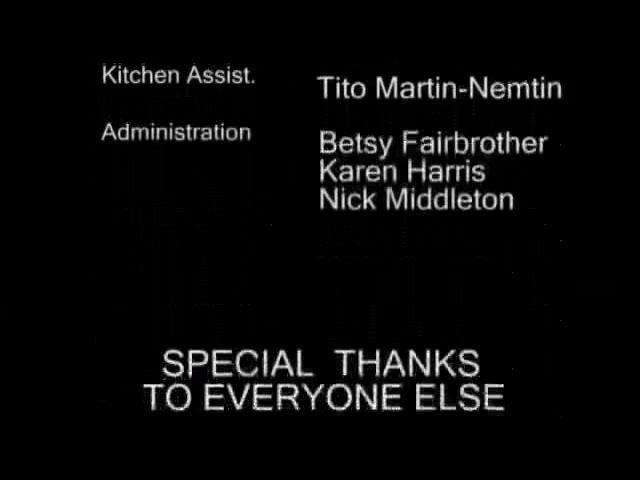 Kitchen Assist.
Tito Martin-Nemtin
Administration
Betsy Fairbrother
Karen Harris
Nick Middleton
SPECIAL THANKS
TO EVERYONE ELSE